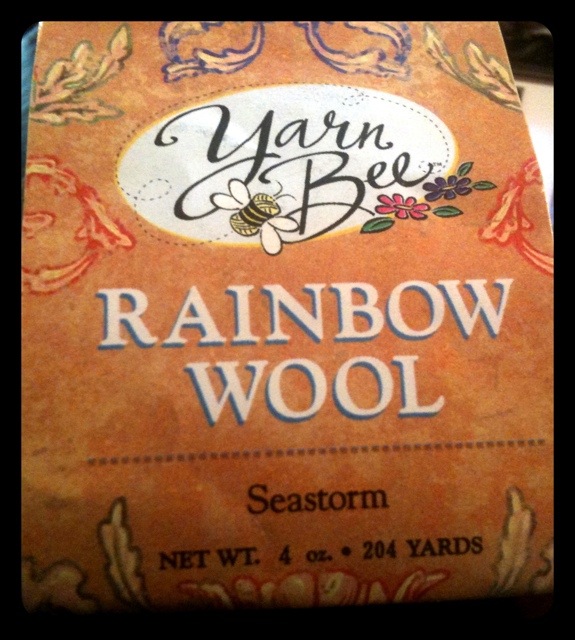 Yarn
Bee
RAINBOW
WOOL
Seastorm
NET WT. 4 oz. • 204 YARDS